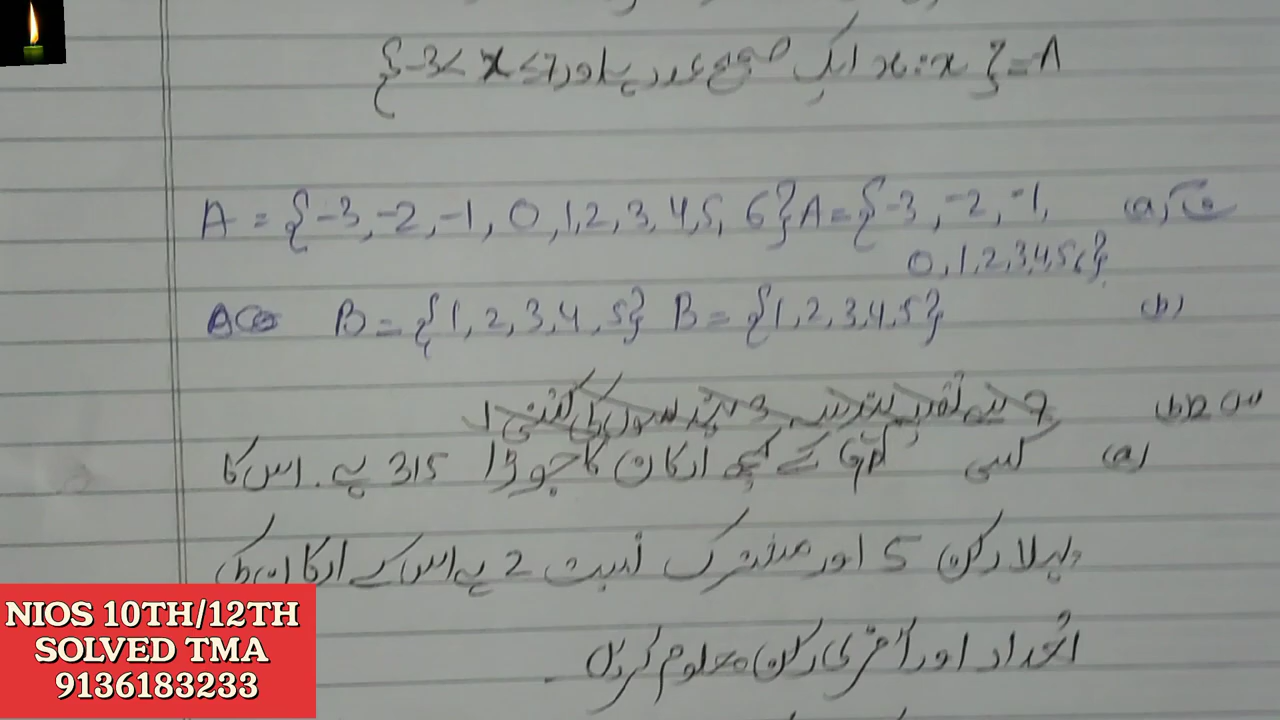 A = { x : x ایک صحیح عدد ہے اور -3 < x ≤ 7 }
A = {-3, -2, -1, 0, 1, 2, 3, 4, 5, 6} A = {-3, -2, -1, (a) ج
0, 1, 2, 3, 4, 5, 6}
B = {1, 2, 3, 4, 5} B = {1, 2, 3, 4, 5} (b)
(a) کسی G.P کے کچھ ارکان کا جوڑ 315 ہے۔ اس کا
پہلا رکن 5 اور مشترک نسبت 2 ہے اس کے ارکان کی
تعداد اور آخری رکن معلوم کریں۔
NIOS 10TH/12TH
SOLVED TMA
9136183233